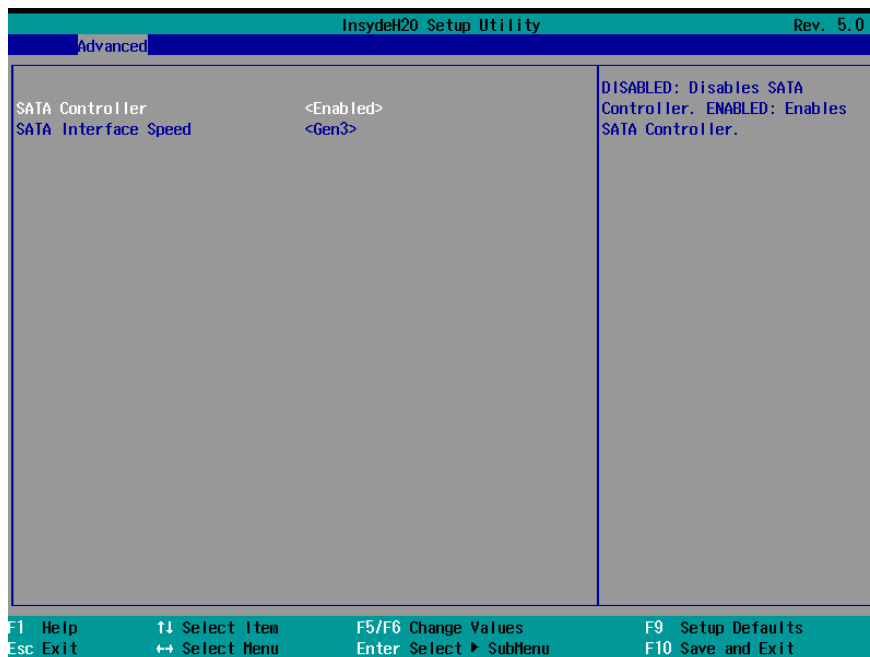 InsydeH20 Setup Utility Rev. 5.0
Advanced
SATA Controller <Enabled>
SATA Interface Speed <Gen3>
DISABLED: Disables SATA
Controller. ENABLED: Enables
SATA Controller.
F1 Help ↑↓ Select Item F5/F6 Change Values F9 Setup Defaults
Esc Exit ↔ Select Menu Enter Select ▶ SubMenu F10 Save and Exit